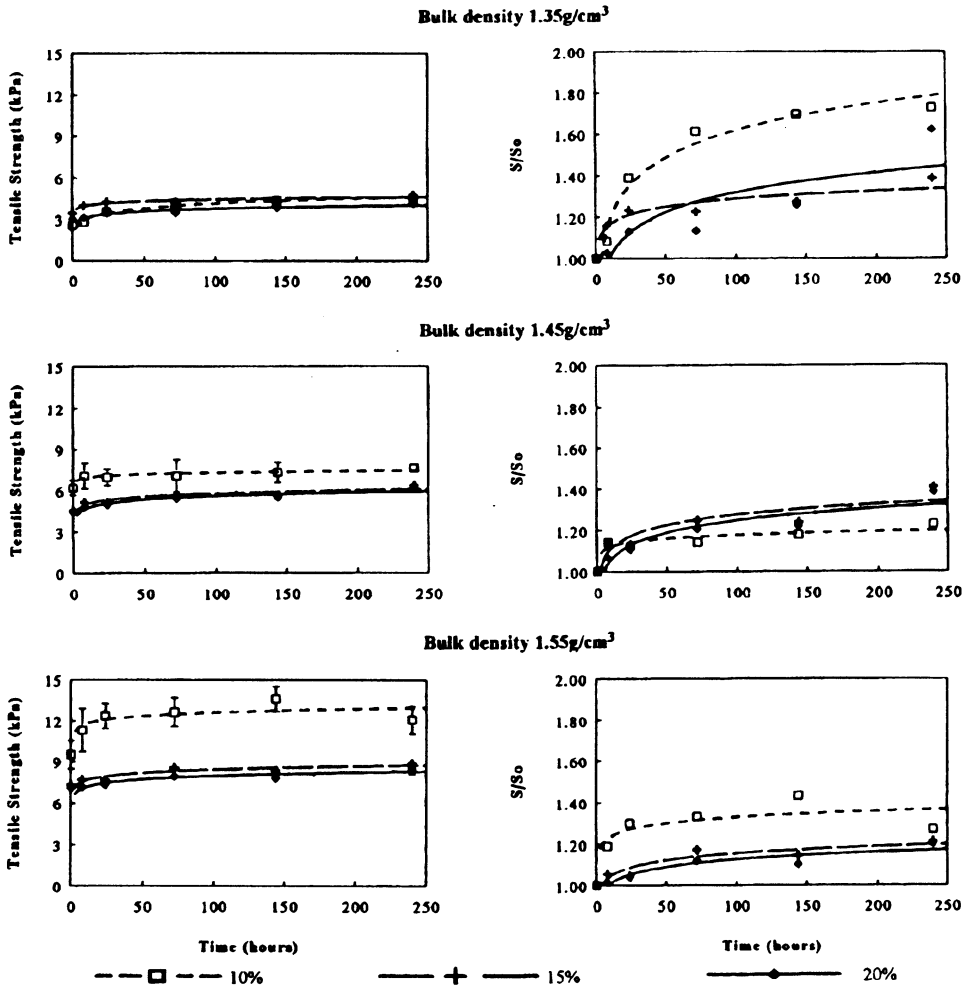 Bulk density 1.35g/cm³
Tensile Strength (kPa)
15
12
9
6
3
0
0 50 100 150 200 250
S/So
2.00
1.80
1.60
1.40
1.20
1.00
0 50 100 150 200 250
Bulk density 1.45g/cm³
Tensile Strength (kPa)
15
12
9
6
3
0
0 50 100 150 200 250
S/So
2.00
1.80
1.60
1.40
1.20
1.00
0 50 100 150 200 250
Bulk density 1.55g/cm³
Tensile Strength (kPa)
15
12
9
6
3
0
0 50 100 150 200 250
Time (hours)
S/So
2.00
1.80
1.60
1.40
1.20
1.00
0 50 100 150 200 250
Time (hours)
10% 15% 20%